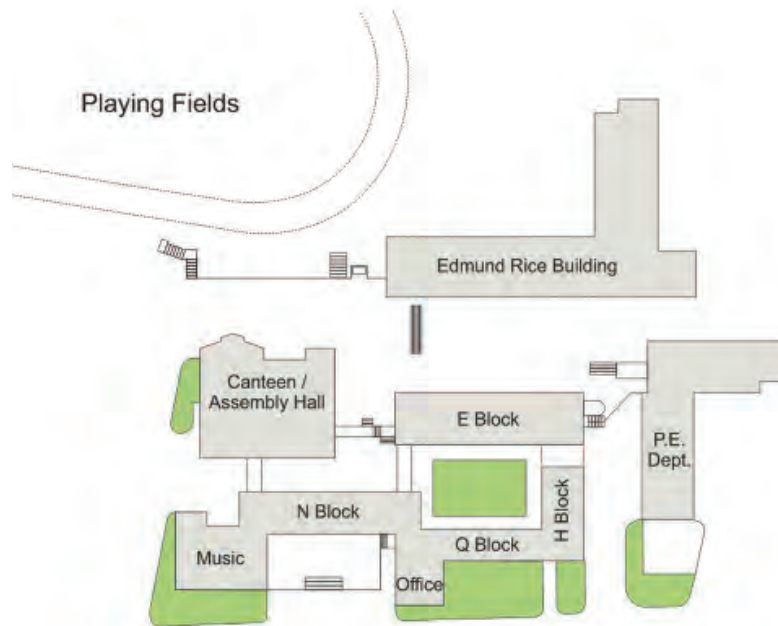 Playing Fields
Edmund Rice Building
Canteen /
Assembly Hall
E Block
P.E.
Dept.
N Block
H Block
Music
Q Block
Office